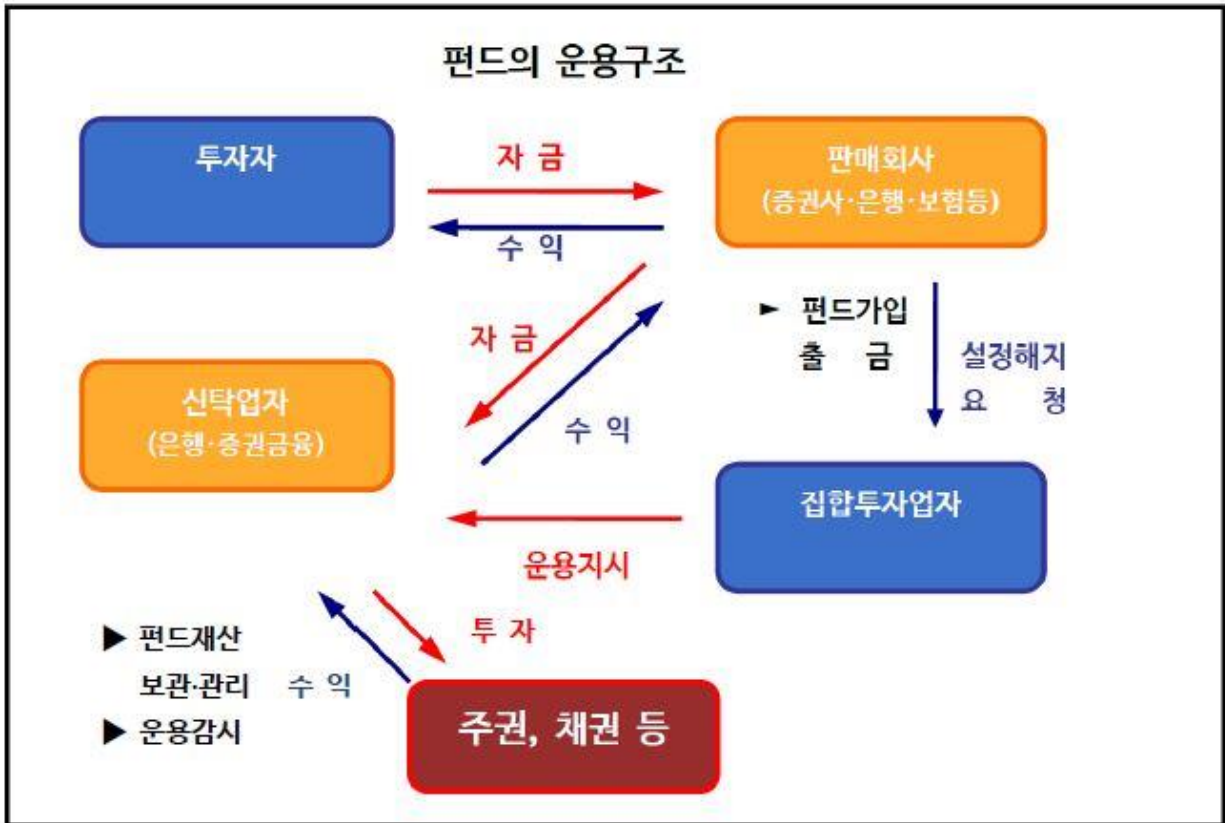 펀드의 운용구조
투자자
자 금
수 익
판매회사
(증권사·은행·보험등)
자 금
수 익
► 펀드가입
출 금
설정해지
요 청
신탁업자
(은행·증권금융)
집합투자업자
운용지시
▶ 펀드재산
보관·관리
▶ 운용감시
수 익
투 자
주권, 채권 등